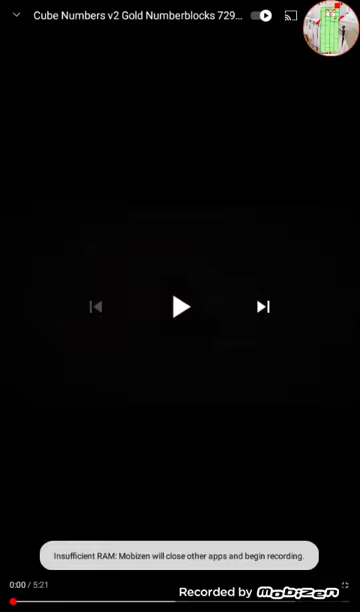 Cube Numbers v2 Gold Numberblocks 729...
Insufficient RAM: Mobizen will close other apps and begin recording.
0:00 / 5:21
Recorded by Mobizen